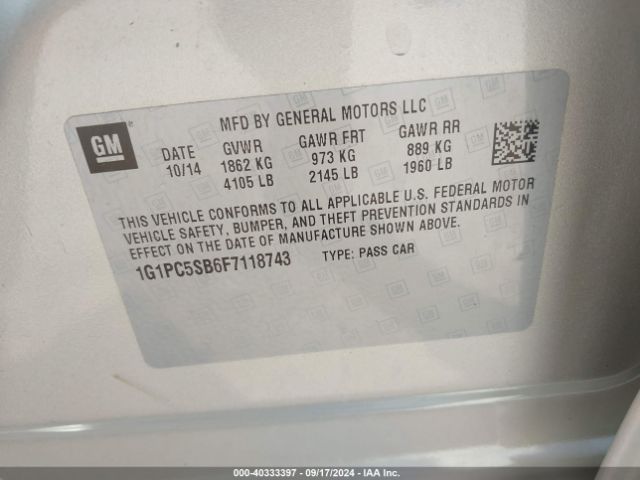 MFD BY GENERAL MOTORS LLC
GM
DATE GVWR GAWR FRT GAWR RR
10/14 1862 KG 973 KG 889 KG
4105 LB 2145 LB 1960 LB
THIS VEHICLE CONFORMS TO ALL APPLICABLE U.S. FEDERAL MOTOR
VEHICLE SAFETY, BUMPER, AND THEFT PREVENTION STANDARDS IN
EFFECT ON THE DATE OF MANUFACTURE SHOWN ABOVE.
1G1PC5SB6F7118743 TYPE: PASS CAR
000-40333397 - 09/17/2024 - IAA Inc.